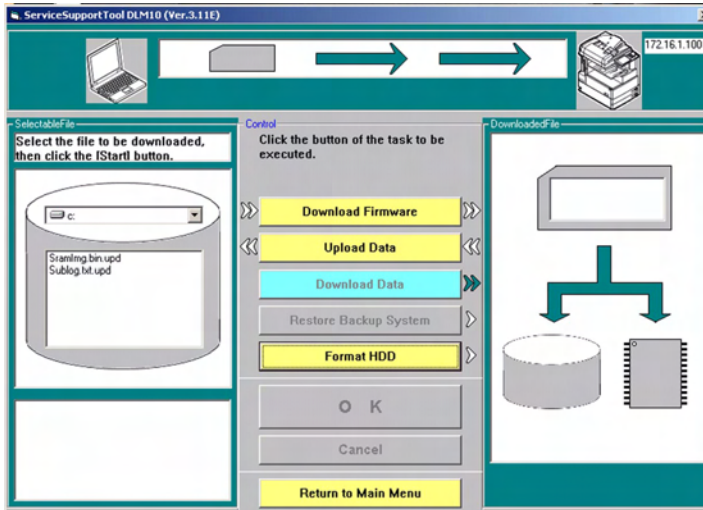 ServiceSupportTool DLM10 (Ver.3.11E)
172.16.1.100
SelectableFile
Select the file to be downloaded,
then click the [Start] button.
c:
SramImg.bin.upd
Sublog.txt.upd
Control
Click the button of the task to be
executed.
Download Firmware
Upload Data
Download Data
Restore Backup System
Format HDD
O K
Cancel
Return to Main Menu
DownloadedFile